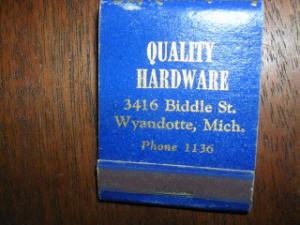 QUALITY
HARDWARE
3416 Biddle St.
Wyandotte, Mich.
Phone 1136